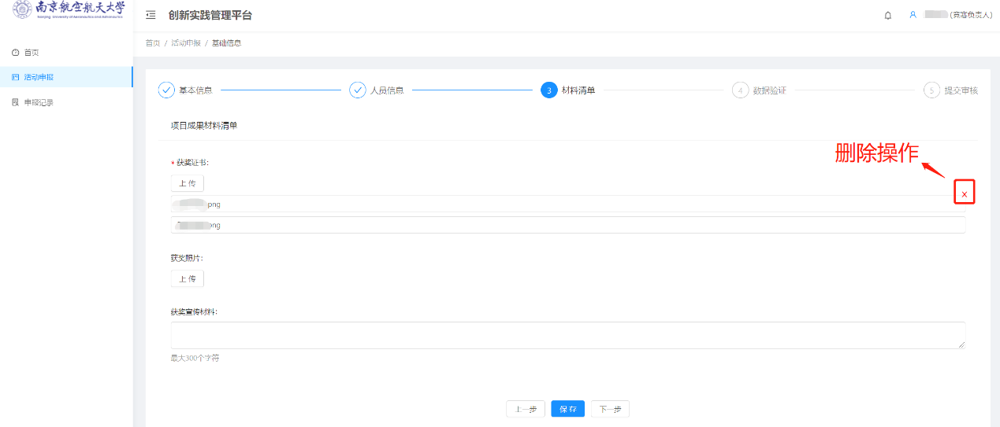 南京航空航天大学
Nanjing University of Aeronautics and Astronautics
创新实践管理平台
(竞赛负责人)
首页
活动申报
申报记录
首页 / 活动申报 / 基础信息
基本信息
人员信息
3 材料清单
4 数据验证
5 提交审核
项目成果材料清单
删除操作
* 获奖证书:
上 传
png
x
png
获奖照片:
上 传
获奖宣传材料:
最大300个字符
上一步
保 存
下一步